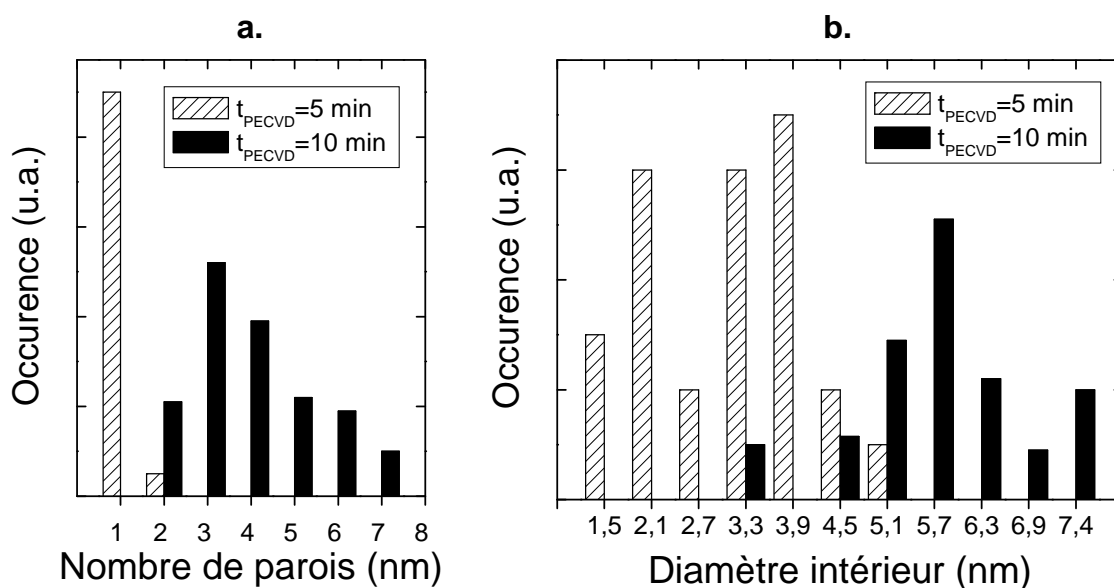 a.
Occurence (u.a.)
t_PECVD=5 min
t_PECVD=10 min
1 2 3 4 5 6 7 8
Nombre de parois (nm)
b.
Occurence (u.a.)
t_PECVD=5 min
t_PECVD=10 min
1,5 2,1 2,7 3,3 3,9 4,5 5,1 5,7 6,3 6,9 7,4
Diamètre intérieur (nm)